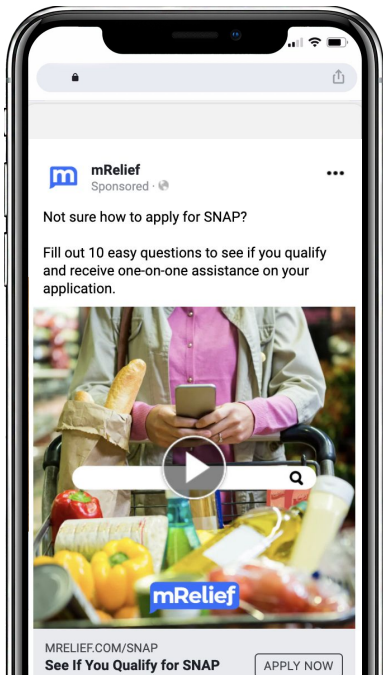 mRelief
Sponsored ·
Not sure how to apply for SNAP?
Fill out 10 easy questions to see if you qualify
and receive one-on-one assistance on your
application.
mRelief
MRELIEF.COM/SNAP
See If You Qualify for SNAP
APPLY NOW